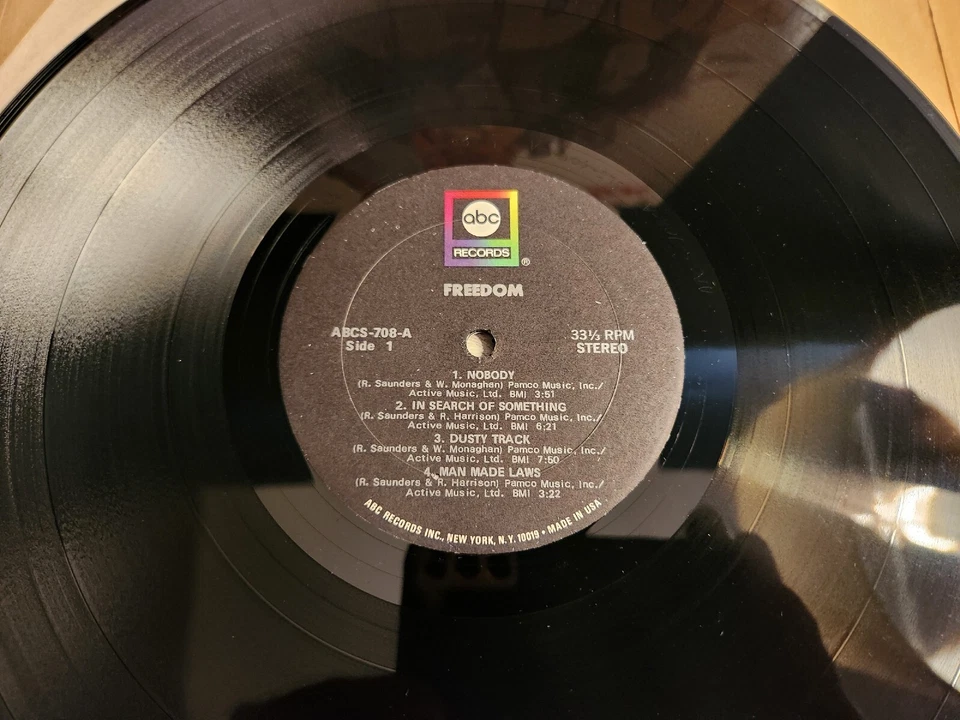 abc
RECORDS ®
FREEDOM
ABCS-708-A
Side 1
33⅓ RPM
STEREO
1. NOBODY
(R. Saunders & W. Monaghan) Pamco Music, Inc./
Active Music, Ltd. BMI 3:51
2. IN SEARCH OF SOMETHING
(R. Saunders & R. Harrison) Pamco Music, Inc./
Active Music, Ltd. BMI 6:21
3. DUSTY TRACK
(R. Saunders & W. Monaghan) Pamco Music, Inc./
Active Music, Ltd. BMI 7:50
4. MAN MADE LAWS
(R. Saunders & R. Harrison) Pamco Music, Inc./
Active Music, Ltd. BMI 3:22
ABC RECORDS INC., NEW YORK, N.Y. 10019 • MADE IN USA